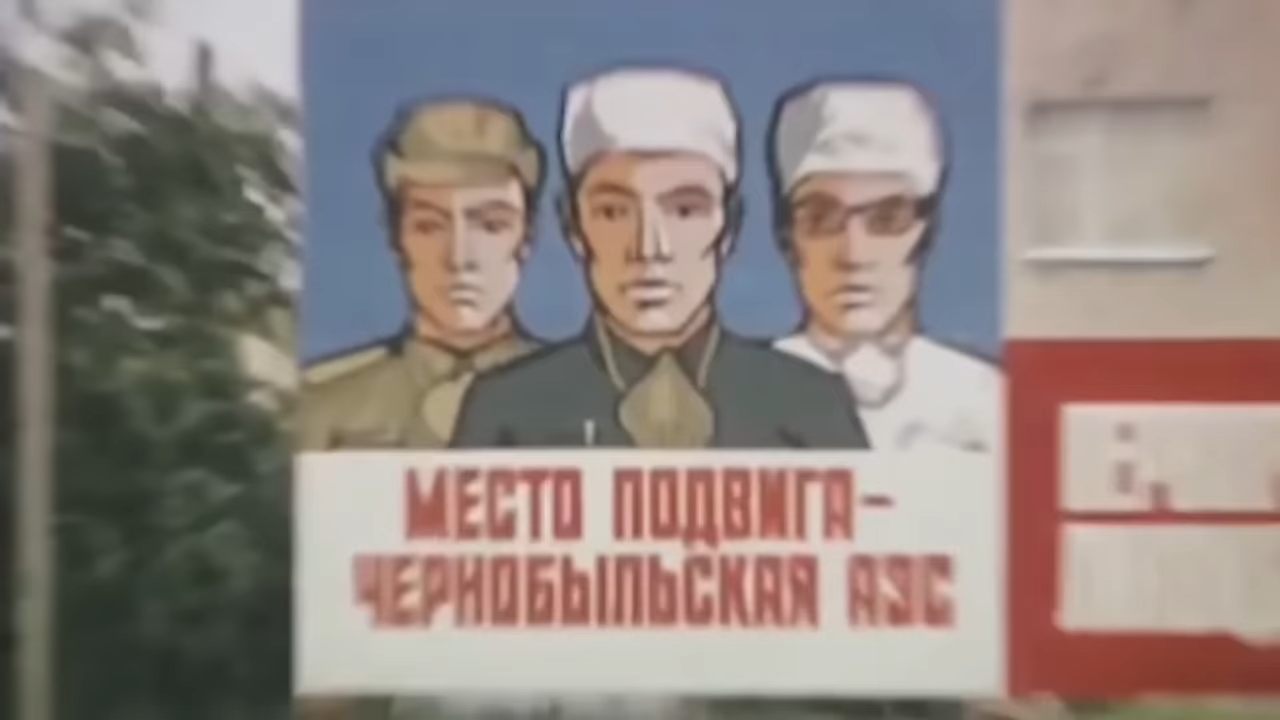 МЕСТО ПОДВИГА–
ЧЕРНОБЫЛЬСКАЯ АЭС